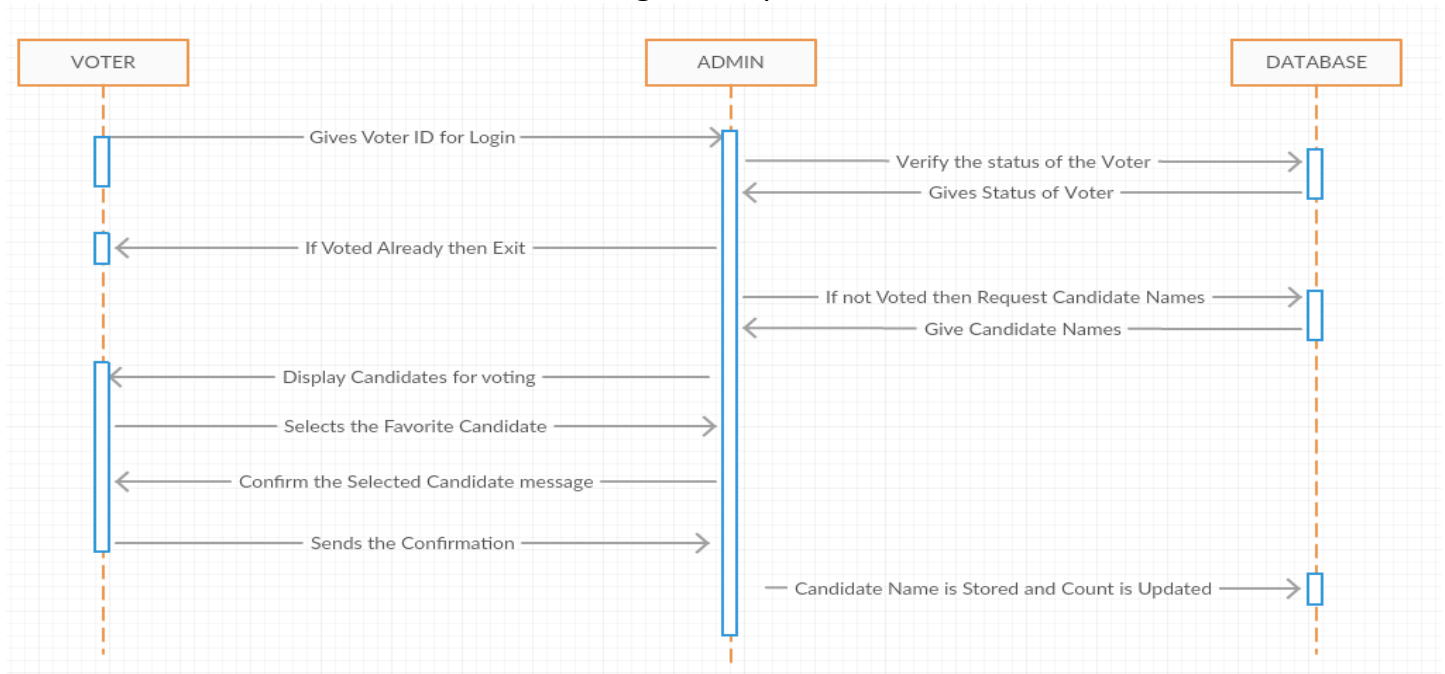 VOTER
ADMIN
DATABASE
Gives Voter ID for Login
Verify the status of the Voter
Gives Status of Voter
If Voted Already then Exit
If not Voted then Request Candidate Names
Give Candidate Names
Display Candidates for voting
Selects the Favorite Candidate
Confirm the Selected Candidate message
Sends the Confirmation
Candidate Name is Stored and Count is Updated